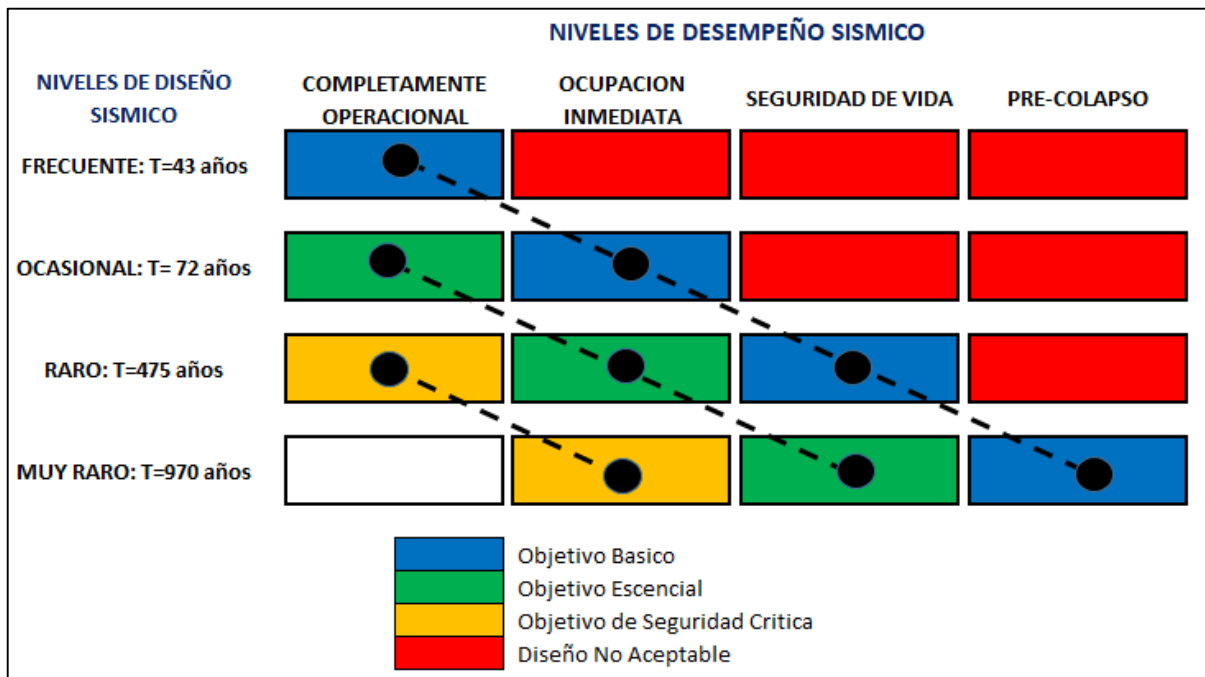 NIVELES DE DESEMPEÑO SISMICO
NIVELES DE DISEÑO
SISMICO
COMPLETAMENTE
OPERACIONAL
OCUPACION
INMEDIATA
SEGURIDAD DE VIDA
PRE-COLAPSO
FRECUENTE: T=43 años
OCASIONAL: T= 72 años
RARO: T=475 años
MUY RARO: T=970 años
Objetivo Basico
Objetivo Escencial
Objetivo de Seguridad Critica
Diseño No Aceptable